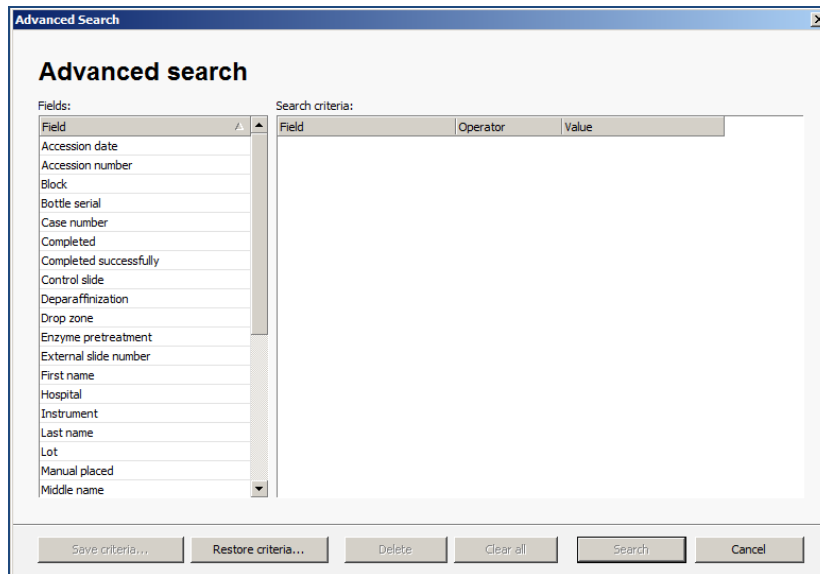 Advanced Search
Advanced search
Fields:
Search criteria:
Field
Field Operator Value
Accession date
Accession number
Block
Bottle serial
Case number
Completed
Completed successfully
Control slide
Deparaffinization
Drop zone
Enzyme pretreatment
External slide number
First name
Hospital
Instrument
Last name
Lot
Manual placed
Middle name
Save criteria... Restore criteria... Delete Clear all Search Cancel